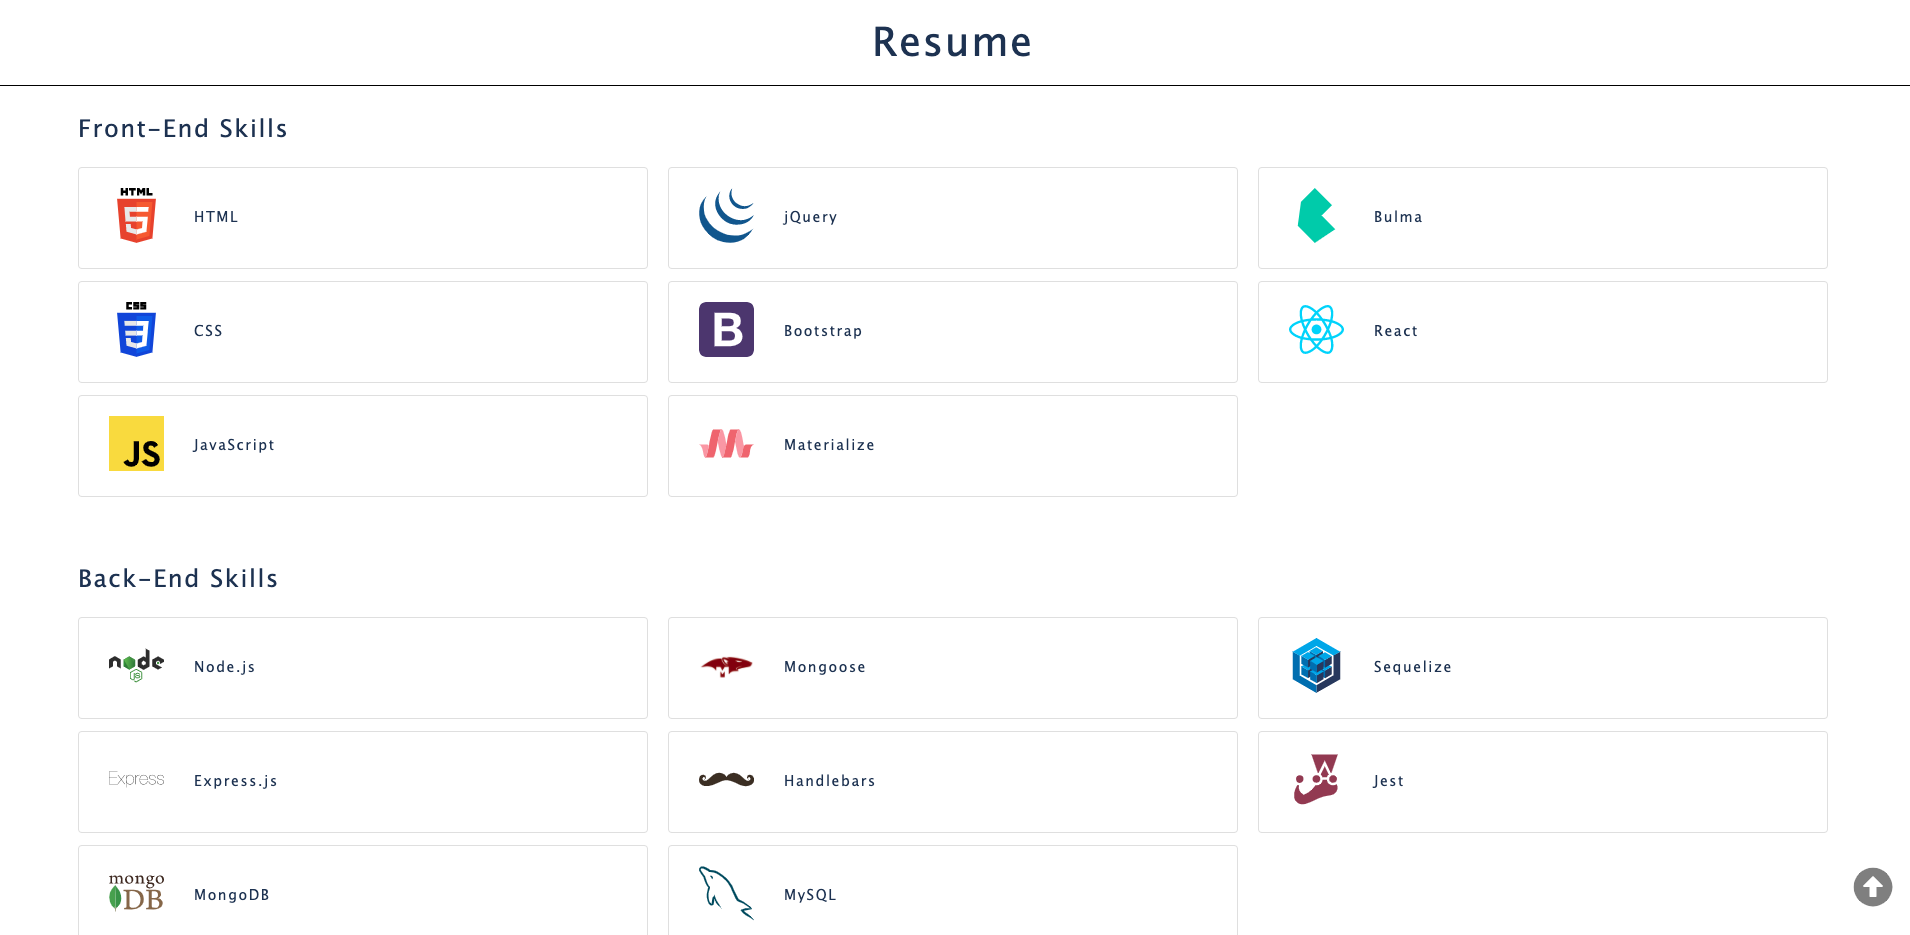 Resume
Front-End Skills
HTML
HTML
jQuery
Bulma
CSS
CSS
B
Bootstrap
React
JS
JavaScript
Materialize
Back-End Skills
node
JS
Node.js
Mongoose
Sequelize
Express
Express.js
Handlebars
Jest
mongo
DB
MongoDB
MySQL